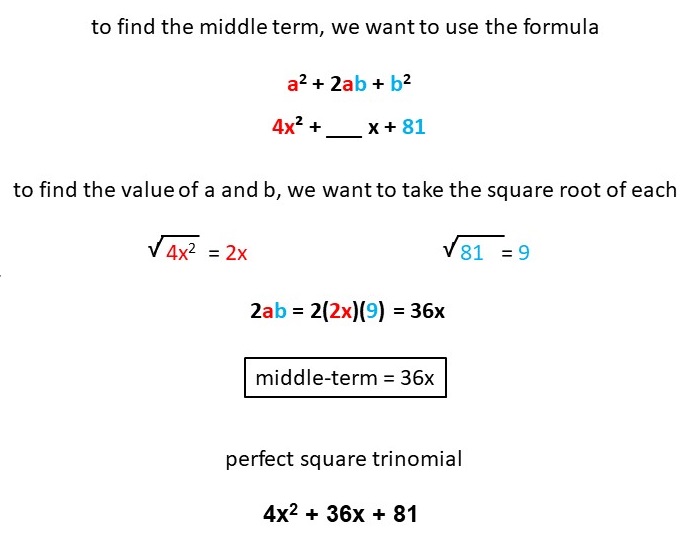 to find the middle term, we want to use the formula
a² + 2ab + b²
4x² + ___ x + 81
to find the value of a and b, we want to take the square root of each
√4x² = 2x √81 = 9
2ab = 2(2x)(9) = 36x
middle-term = 36x
perfect square trinomial
4x² + 36x + 81